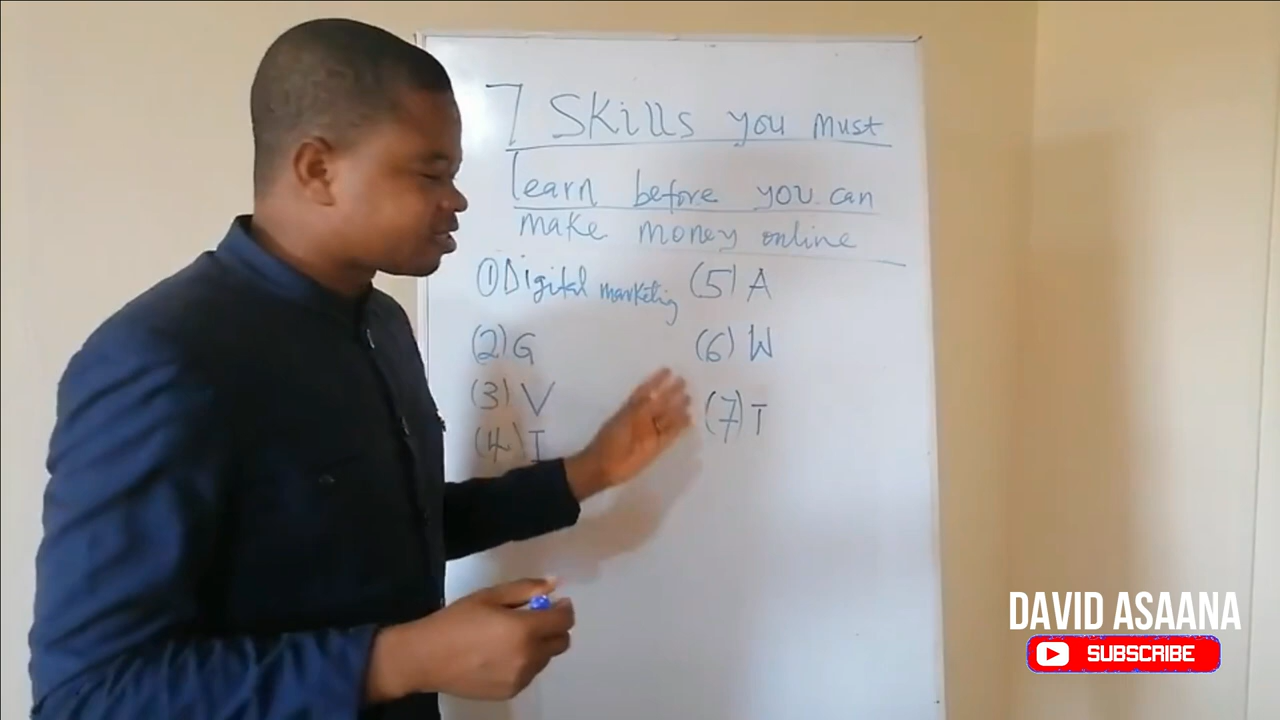 7 Skills you must
learn before you can
make money online
① Digital marketing
(2) G
(3) V
(4) I
(5) A
(6) W
(7) T
DAVID ASAANA
SUBSCRIBE